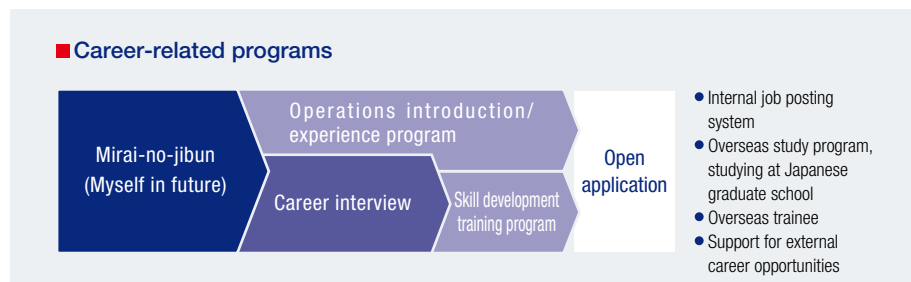 Career-related programs
Mirai-no-jibun
(Myself in future)
Operations introduction/
experience program
Career interview
Skill development
training program
Open
application
● Internal job posting
system
● Overseas study program,
studying at Japanese
graduate school
● Overseas trainee
● Support for external
career opportunities